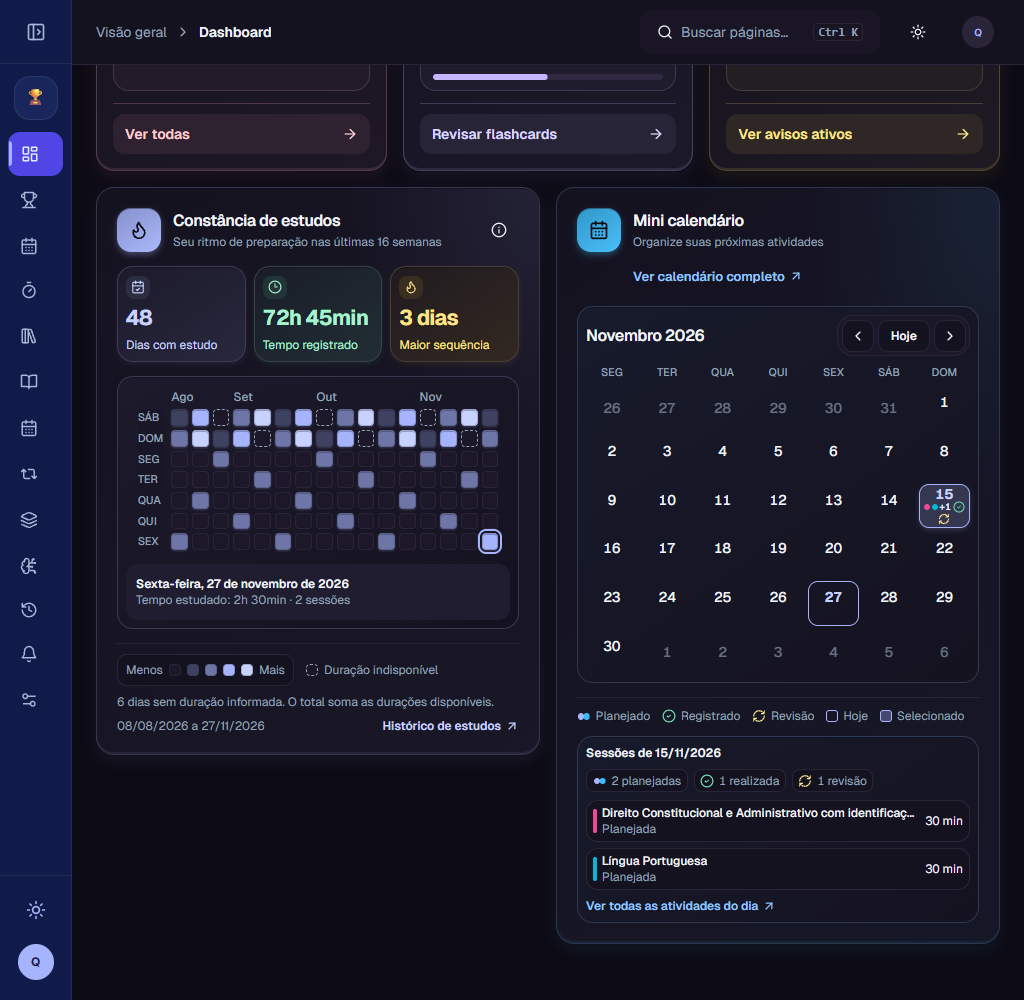 Visão geral > Dashboard
Buscar páginas... Ctrl K
Q
Ver todas
Revisar flashcards
Ver avisos ativos
Constância de estudos
Seu ritmo de preparação nas últimas 16 semanas
48
Dias com estudo
72h 45min
Tempo registrado
3 dias
Maior sequência
Ago Set Out Nov
SÁB
DOM
SEG
TER
QUA
QUI
SEX
Sexta-feira, 27 de novembro de 2026
Tempo estudado: 2h 30min · 2 sessões
Menos Mais Duração indisponível
6 dias sem duração informada. O total soma as durações disponíveis.
08/08/2026 a 27/11/2026 Histórico de estudos
Mini calendário
Organize suas próximas atividades
Ver calendário completo
Novembro 2026 Hoje
SEG TER QUA QUI SEX SÁB DOM
26 27 28 29 30 31 1
2 3 4 5 6 7 8
9 10 11 12 13 14 15
+1
16 17 18 19 20 21 22
23 24 25 26 27 28 29
30 1 2 3 4 5 6
Planejado Registrado Revisão Hoje Selecionado
Sessões de 15/11/2026
2 planejadas 1 realizada 1 revisão
Direito Constitucional e Administrativo com identificaç... 30 min
Planejada
Língua Portuguesa 30 min
Planejada
Ver todas as atividades do dia
Q